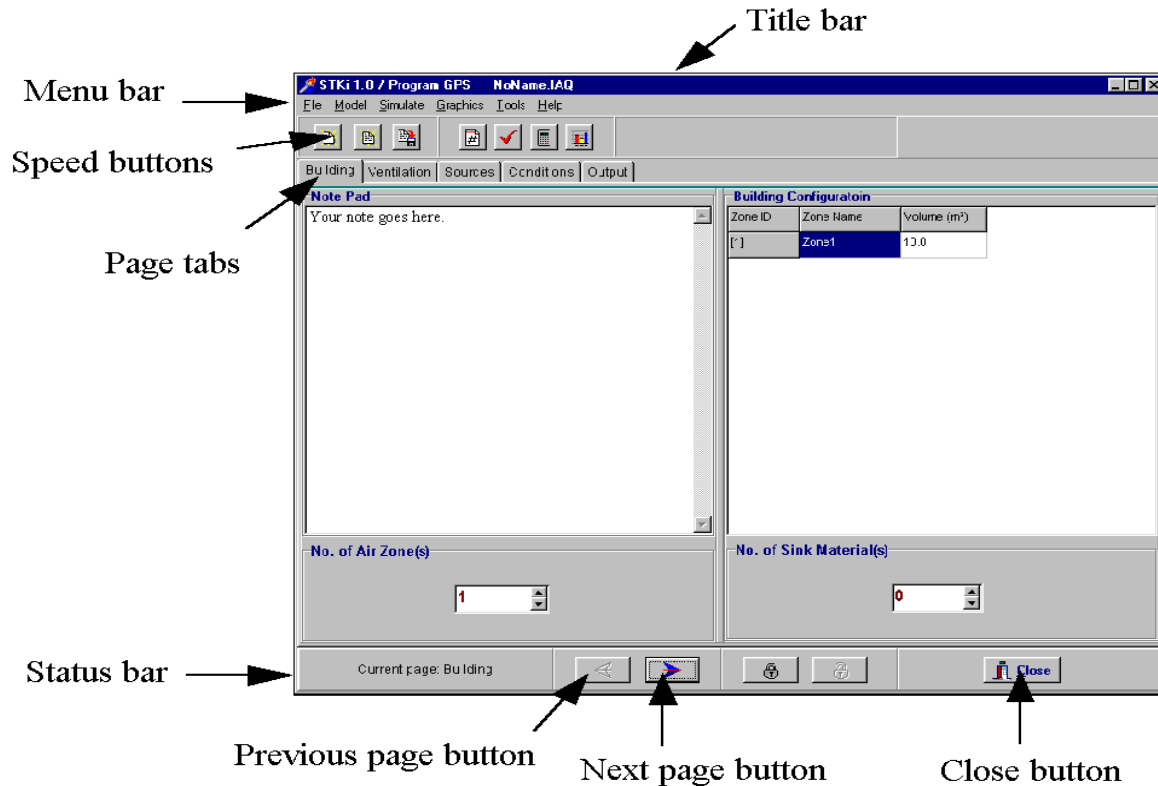 Title bar
STKi 1.0 / Program GPS NoName.IAQ
Menu bar
File Model Simulate Graphics Tools Help
Speed buttons
Building Ventilation Sources Conditions Output
Page tabs
Note Pad
Your note goes here.
Building Configuratoin
Zone ID Zone Name Volume (m³)
[1] Zone1 10.0
No. of Air Zone(s)
1
No. of Sink Material(s)
0
Status bar
Current page: Building
Close
Previous page button
Next page button
Close button